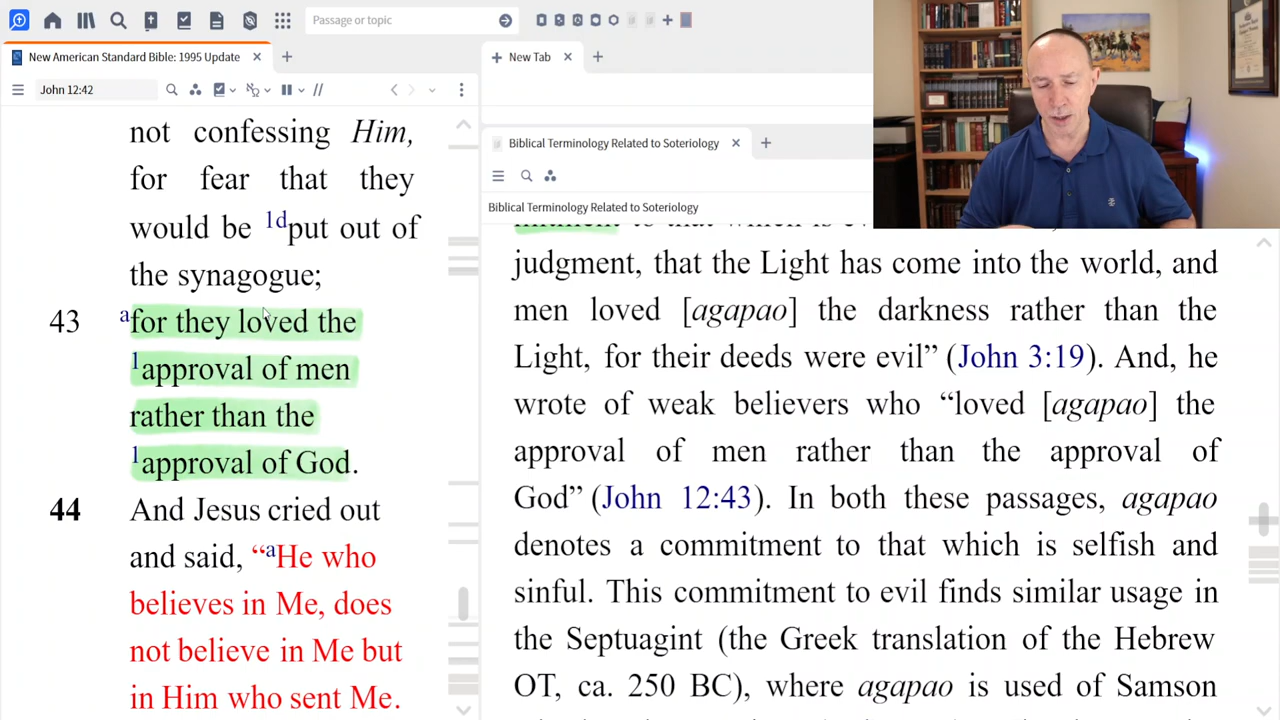 Passage or topic
New American Standard Bible: 1995 Update
John 12:42
not confessing Him,
for fear that they
would be 1dput out of
the synagogue;
43 afor they loved the
1approval of men
rather than the
1approval of God.
44 And Jesus cried out
and said, “aHe who
believes in Me, does
not believe in Me but
in Him who sent Me.
New Tab
Biblical Terminology Related to Soteriology
Biblical Terminology Related to Soteriology
judgment, that the Light has come into the world, and
men loved [agapao] the darkness rather than the
Light, for their deeds were evil” (John 3:19). And, he
wrote of weak believers who “loved [agapao] the
approval of men rather than the approval of
God” (John 12:43). In both these passages, agapao
denotes a commitment to that which is selfish and
sinful. This commitment to evil finds similar usage in
the Septuagint (the Greek translation of the Hebrew
OT, ca. 250 BC), where agapao is used of Samson